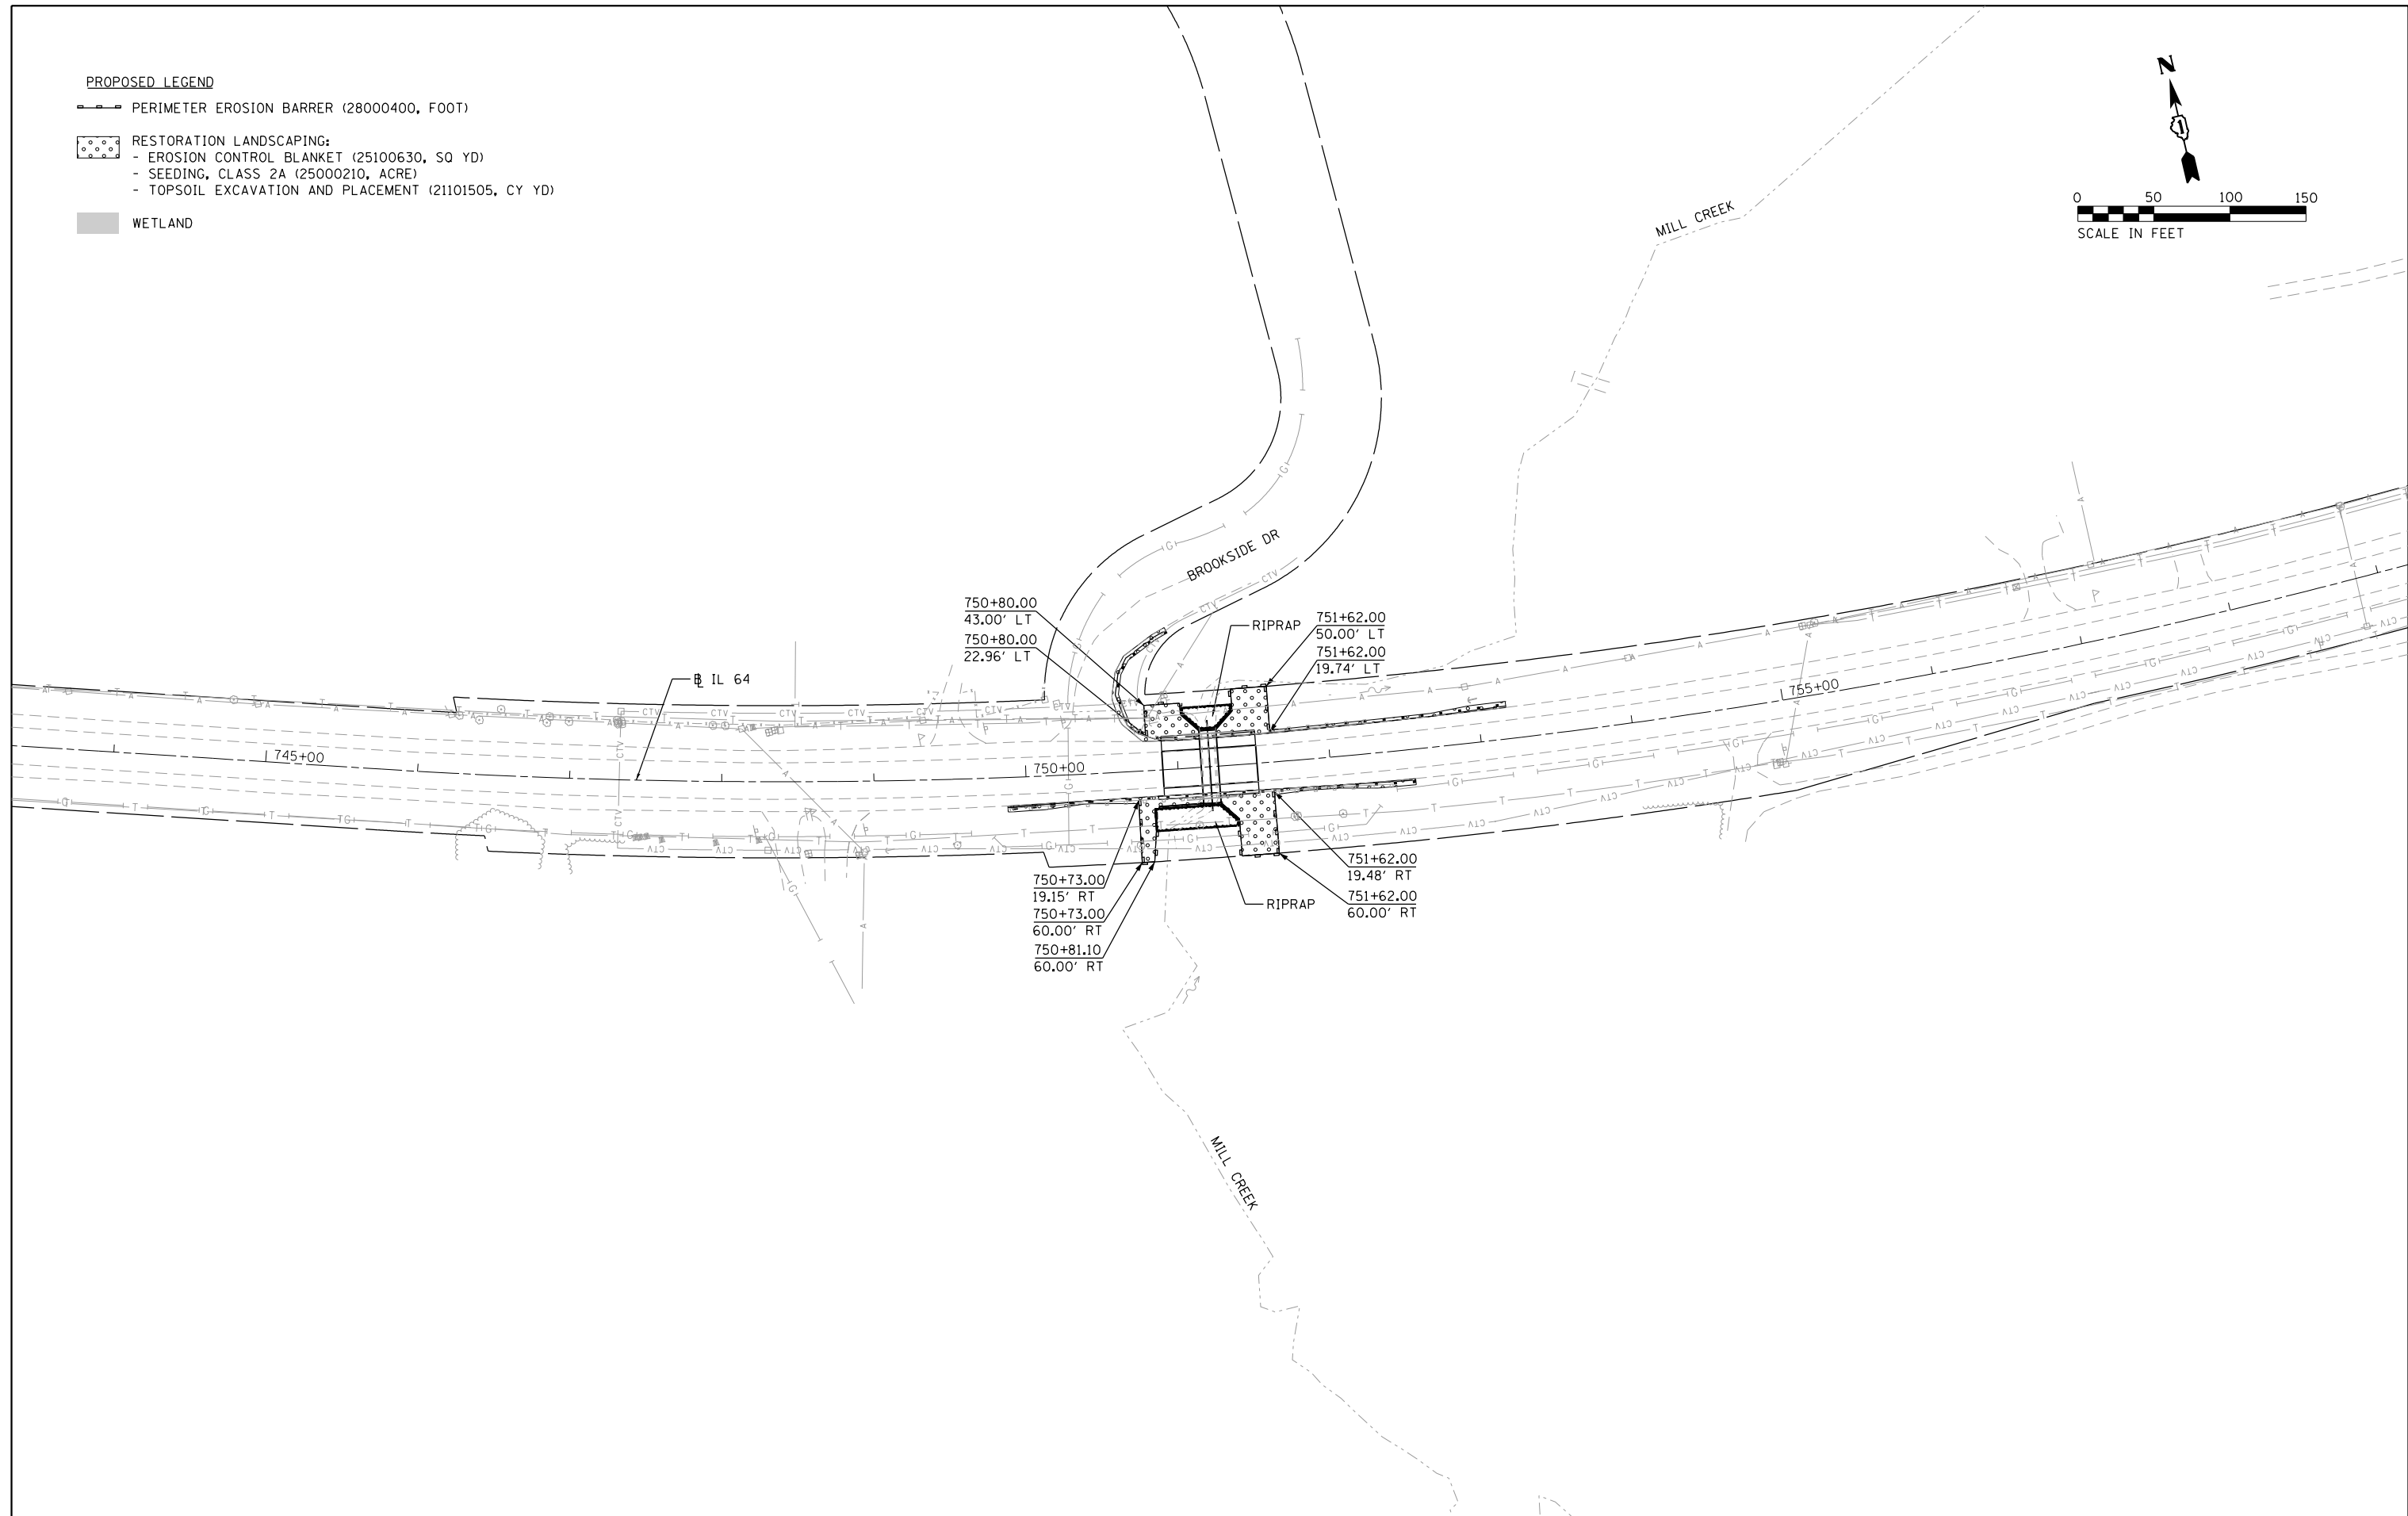 PROPOSED LEGEND
PERIMETER EROSION BARRER (28000400, FOOT)
RESTORATION LANDSCAPING:
- EROSION CONTROL BLANKET (25100630, SQ YD)
- SEEDING, CLASS 2A (25000210, ACRE)
- TOPSOIL EXCAVATION AND PLACEMENT (21101505, CY YD)
WETLAND
N
0 50 100 150
SCALE IN FEET
MILL CREEK
BROOKSIDE DR
750+80.00
43.00' LT
750+80.00
22.96' LT
RIPRAP
751+62.00
50.00' LT
751+62.00
19.74' LT
IL 64
745+00
750+00
755+00
750+73.00
19.15' RT
750+73.00
60.00' RT
750+81.10
60.00' RT
751+62.00
19.48' RT
751+62.00
60.00' RT
RIPRAP
MILL CREEK